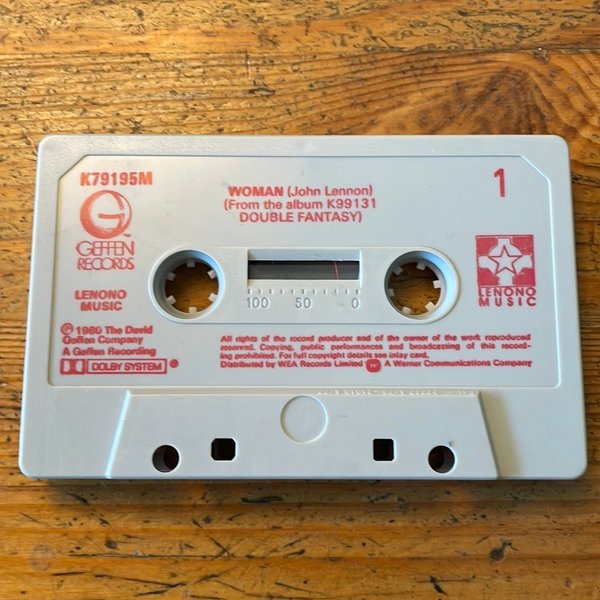 K79195M
WOMAN (John Lennon)
(From the album K99131
DOUBLE FANTASY)
1
G
TM
GEFFEN
RECORDS
LENONO
MUSIC
LENONO
MUSIC
100 50 0
Ⓟ 1980 The David
Geffen Company
A Geffen Recording
DOLBY SYSTEM ®
All rights of the record producer and of the owner of the work reproduced
reserved. Copying, public performances and broadcasting of this record-
ing prohibited. For full copyright details see inlay card.
Distributed by WEA Records Limited W A Warner Communications Company